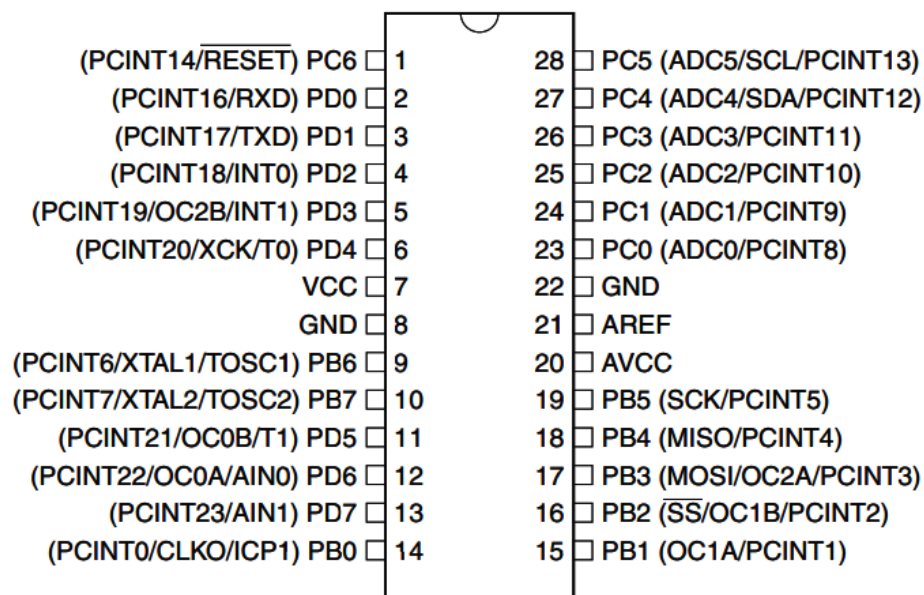 (PCINT14/RESET) PC6 1 28 PC5 (ADC5/SCL/PCINT13)
(PCINT16/RXD) PD0 2 27 PC4 (ADC4/SDA/PCINT12)
(PCINT17/TXD) PD1 3 26 PC3 (ADC3/PCINT11)
(PCINT18/INT0) PD2 4 25 PC2 (ADC2/PCINT10)
(PCINT19/OC2B/INT1) PD3 5 24 PC1 (ADC1/PCINT9)
(PCINT20/XCK/T0) PD4 6 23 PC0 (ADC0/PCINT8)
VCC 7 22 GND
GND 8 21 AREF
(PCINT6/XTAL1/TOSC1) PB6 9 20 AVCC
(PCINT7/XTAL2/TOSC2) PB7 10 19 PB5 (SCK/PCINT5)
(PCINT21/OC0B/T1) PD5 11 18 PB4 (MISO/PCINT4)
(PCINT22/OC0A/AIN0) PD6 12 17 PB3 (MOSI/OC2A/PCINT3)
(PCINT23/AIN1) PD7 13 16 PB2 (SS/OC1B/PCINT2)
(PCINT0/CLKO/ICP1) PB0 14 15 PB1 (OC1A/PCINT1)